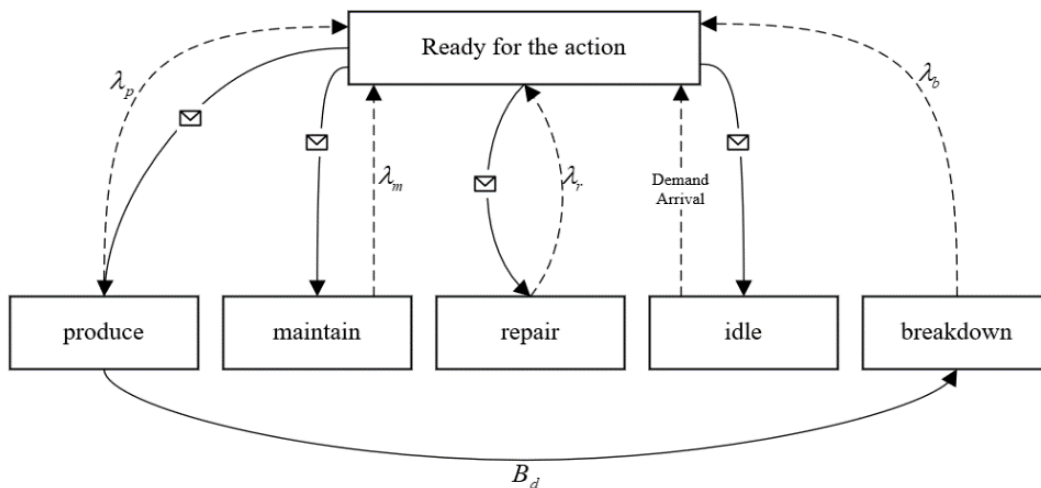 Ready for the action
λp
λb
λm
λr
Demand
Arrival
produce
maintain
repair
idle
breakdown
Bd